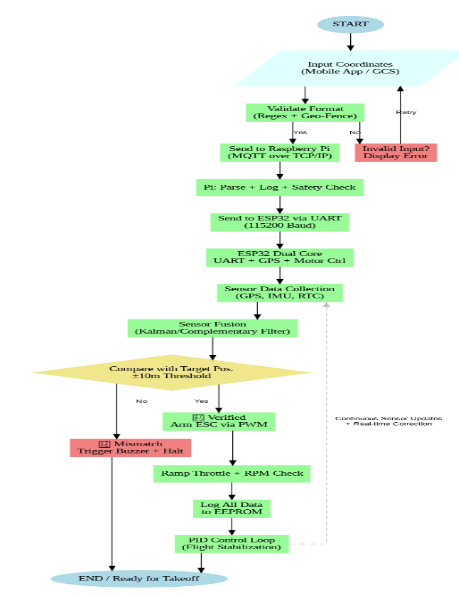 START
Input Coordinates
(Mobile App / GCS)
Validate Format
(Regex + Geo-Fence)
Retry
Yes
No
Send to Raspberry Pi
(MQTT over TCP/IP)
Invalid Input?
Display Error
Pi: Parse + Log + Safety Check
Send to ESP32 via UART
(115200 Baud)
ESP32 Dual Core
UART + GPS + Motor Ctrl
Sensor Data Collection
(GPS, IMU, RTC)
Sensor Fusion
(Kalman/Complementary Filter)
Compare with Target Pos.
±10m Threshold
No
Yes
Verified
Arm ESC via PWM
Continuous Sensor Updates
+ Real-time Correction
Mismatch
Trigger Buzzer + Halt
Ramp Throttle + RPM Check
Log All Data
to EEPROM
PID Control Loop
(Flight Stabilization)
END / Ready for Takeoff